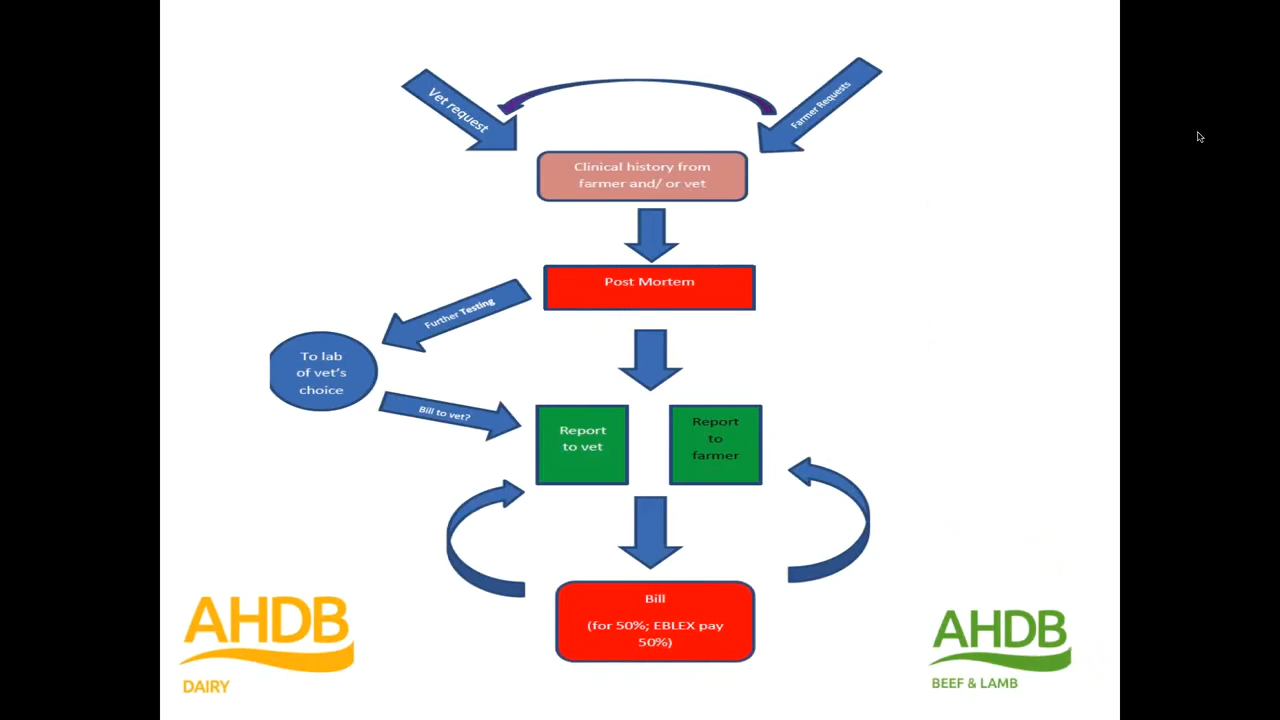 Vet request
Farmer Requests
Clinical history from
farmer and/ or vet
Post Mortem
Further Testing
To lab
of vet's
choice
Bill to vet?
Report
to vet
Report
to
farmer
Bill
(for 50%; EBLEX pay
50%)
AHDB
DAIRY
AHDB
BEEF & LAMB